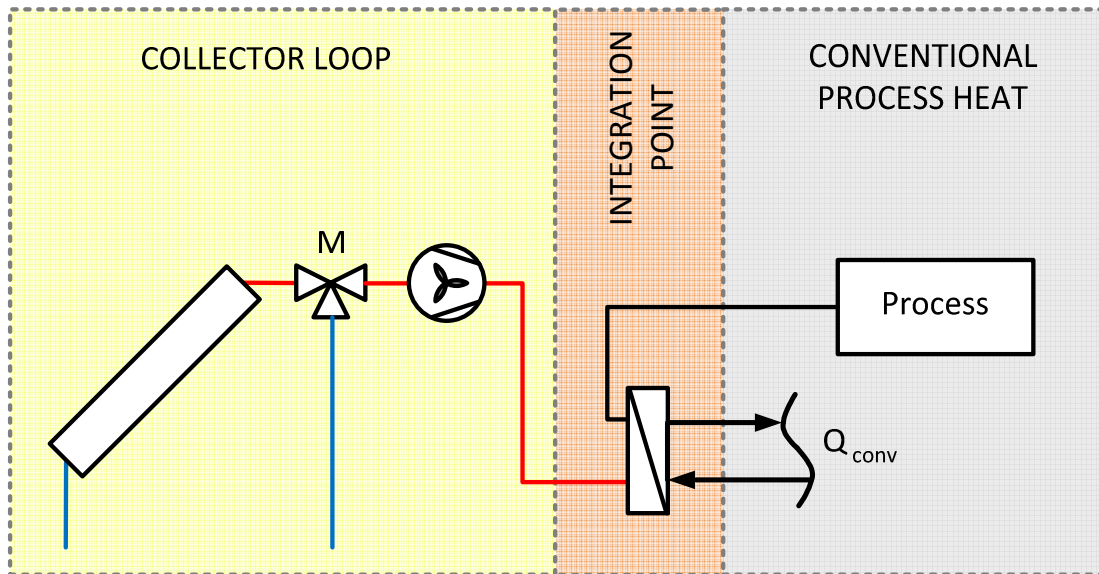 COLLECTOR LOOP
INTEGRATION
POINT
CONVENTIONAL
PROCESS HEAT
M
Process
Q conv